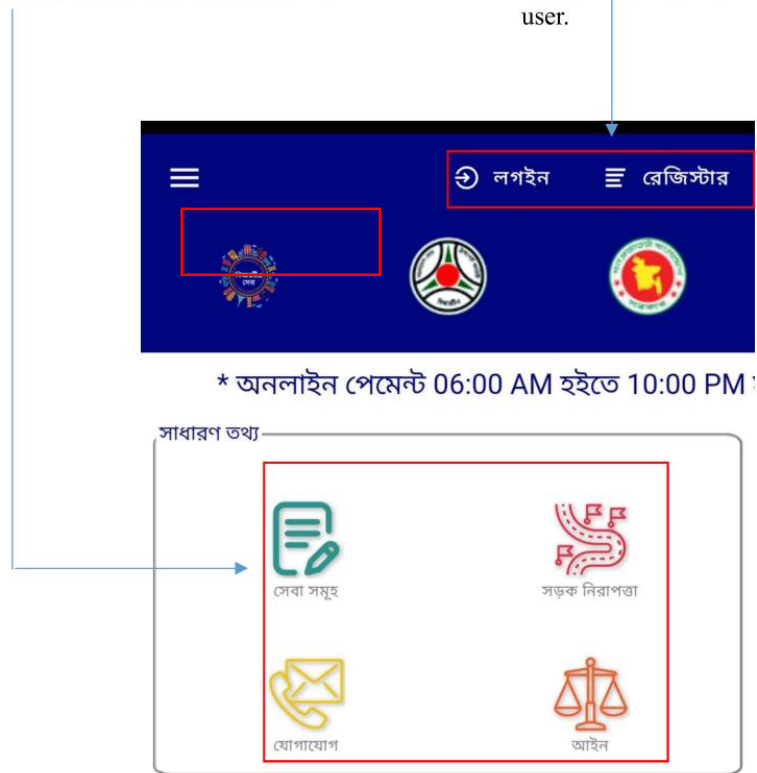 user.
লগইন রেজিস্টার
* অনলাইন পেমেন্ট 06:00 AM হইতে 10:00 PM
সাধারণ তথ্য
সেবা সমূহ সড়ক নিরাপত্তা
যোগাযোগ আইন